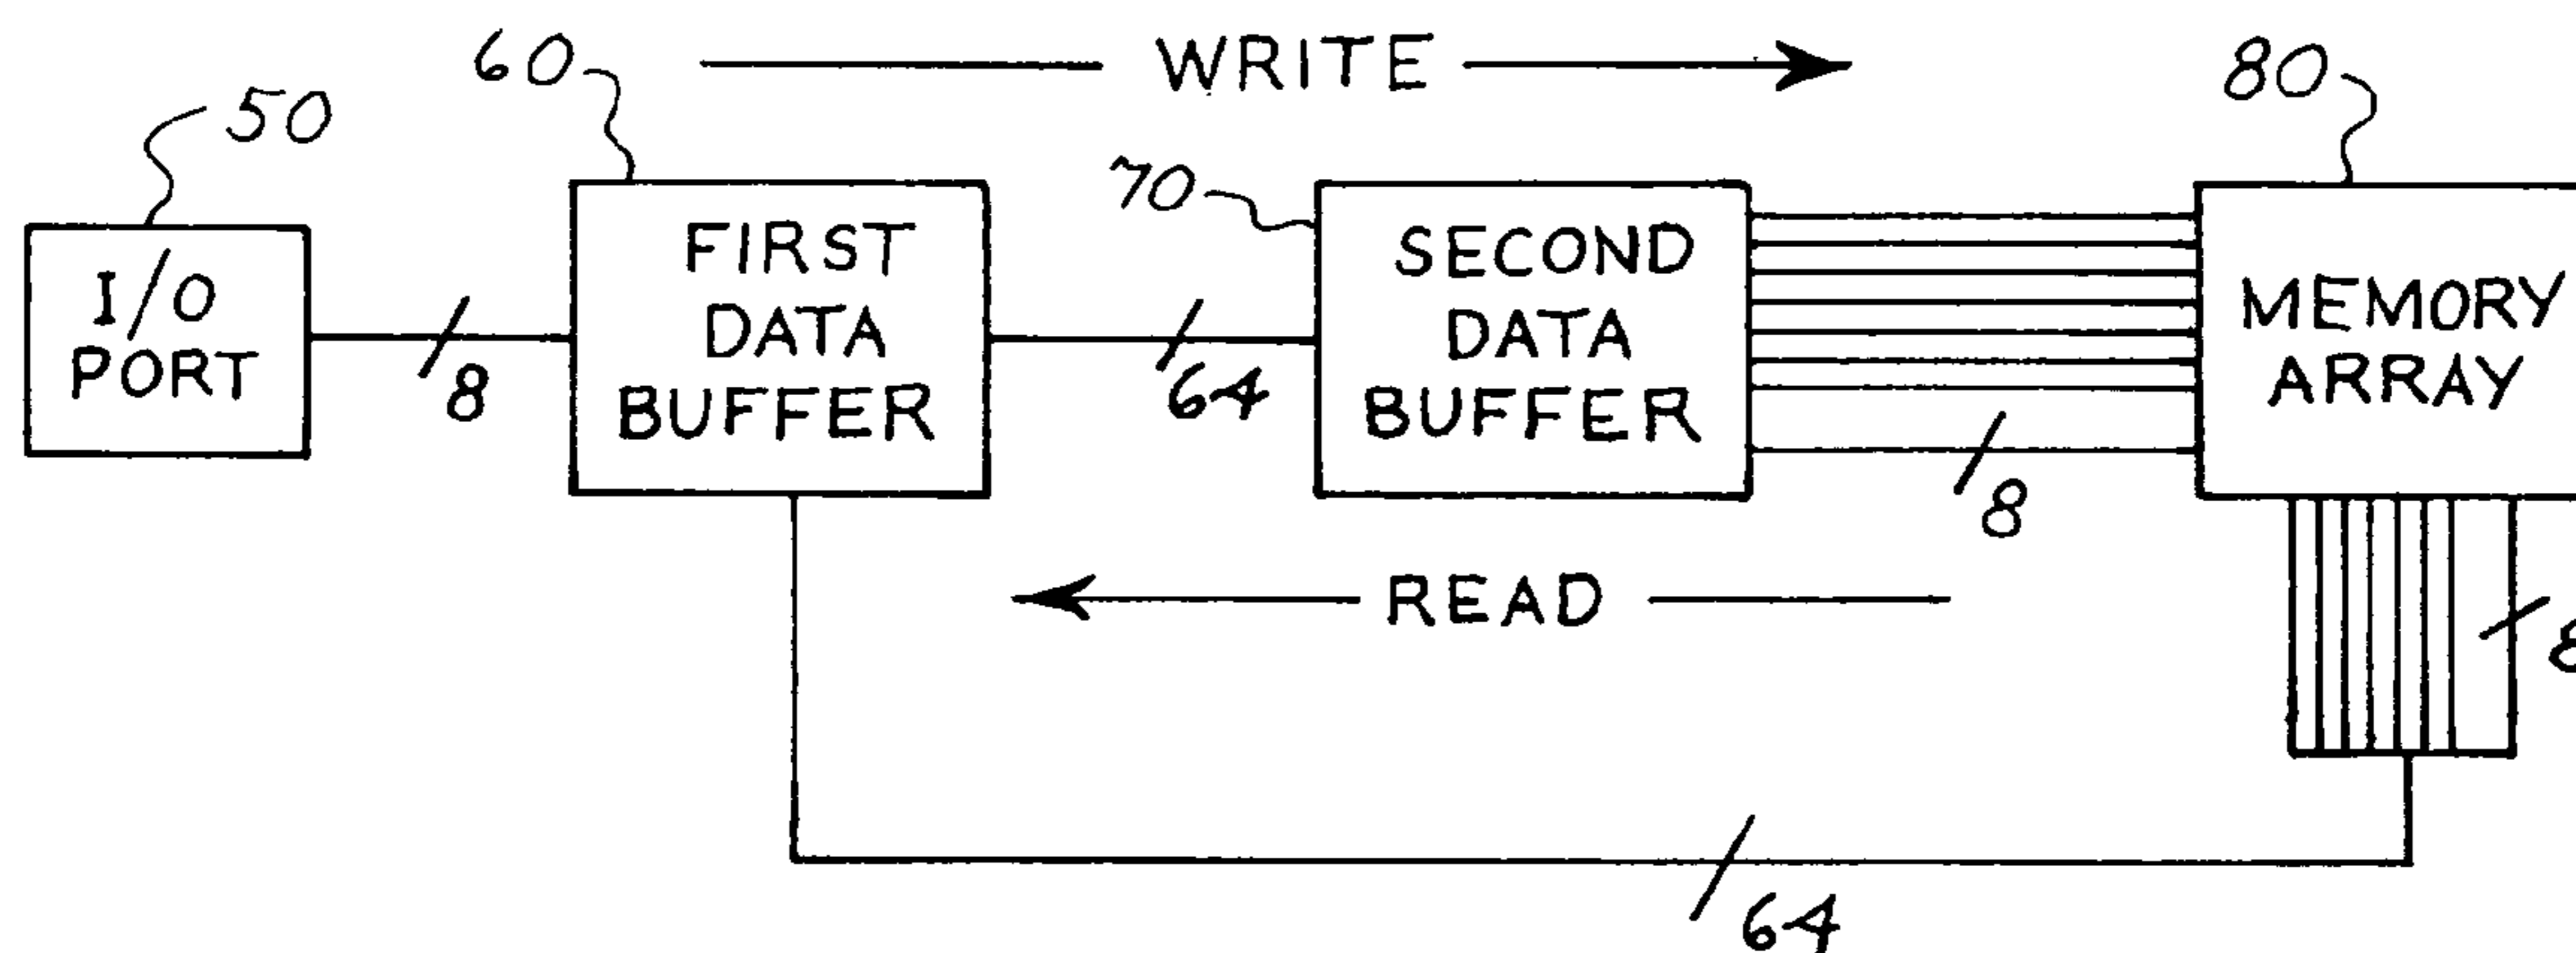 60
WRITE
80
50
70
I/O
PORT
8
FIRST
DATA
BUFFER
64
SECOND
DATA
BUFFER
8
MEMORY
ARRAY
READ
8
64